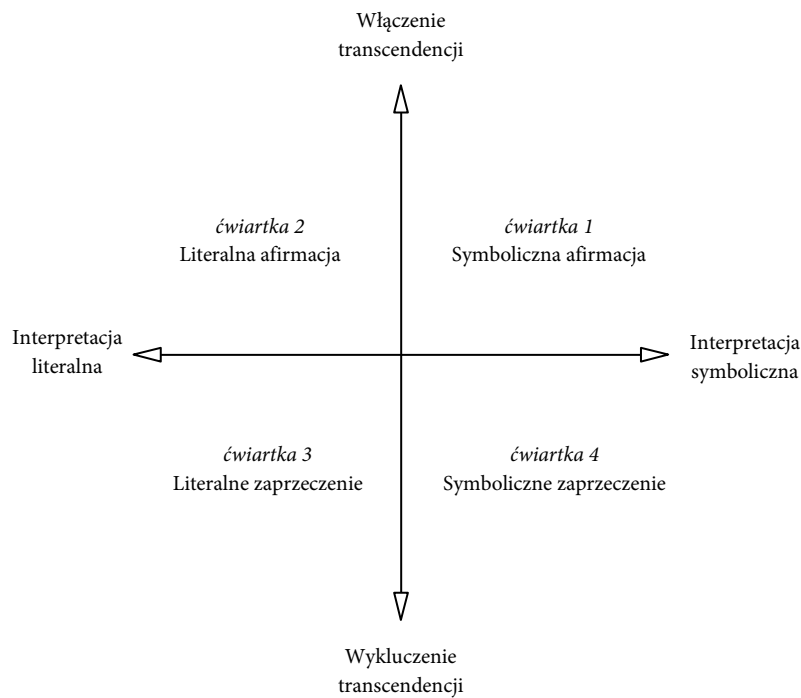 Włączenie
transcendencji
ćwiartka 2
Literalna afirmacja
ćwiartka 1
Symboliczna afirmacja
Interpretacja
literalna
Interpretacja
symboliczna
ćwiartka 3
Literalne zaprzeczenie
ćwiartka 4
Symboliczne zaprzeczenie
Wykluczenie
transcendencji